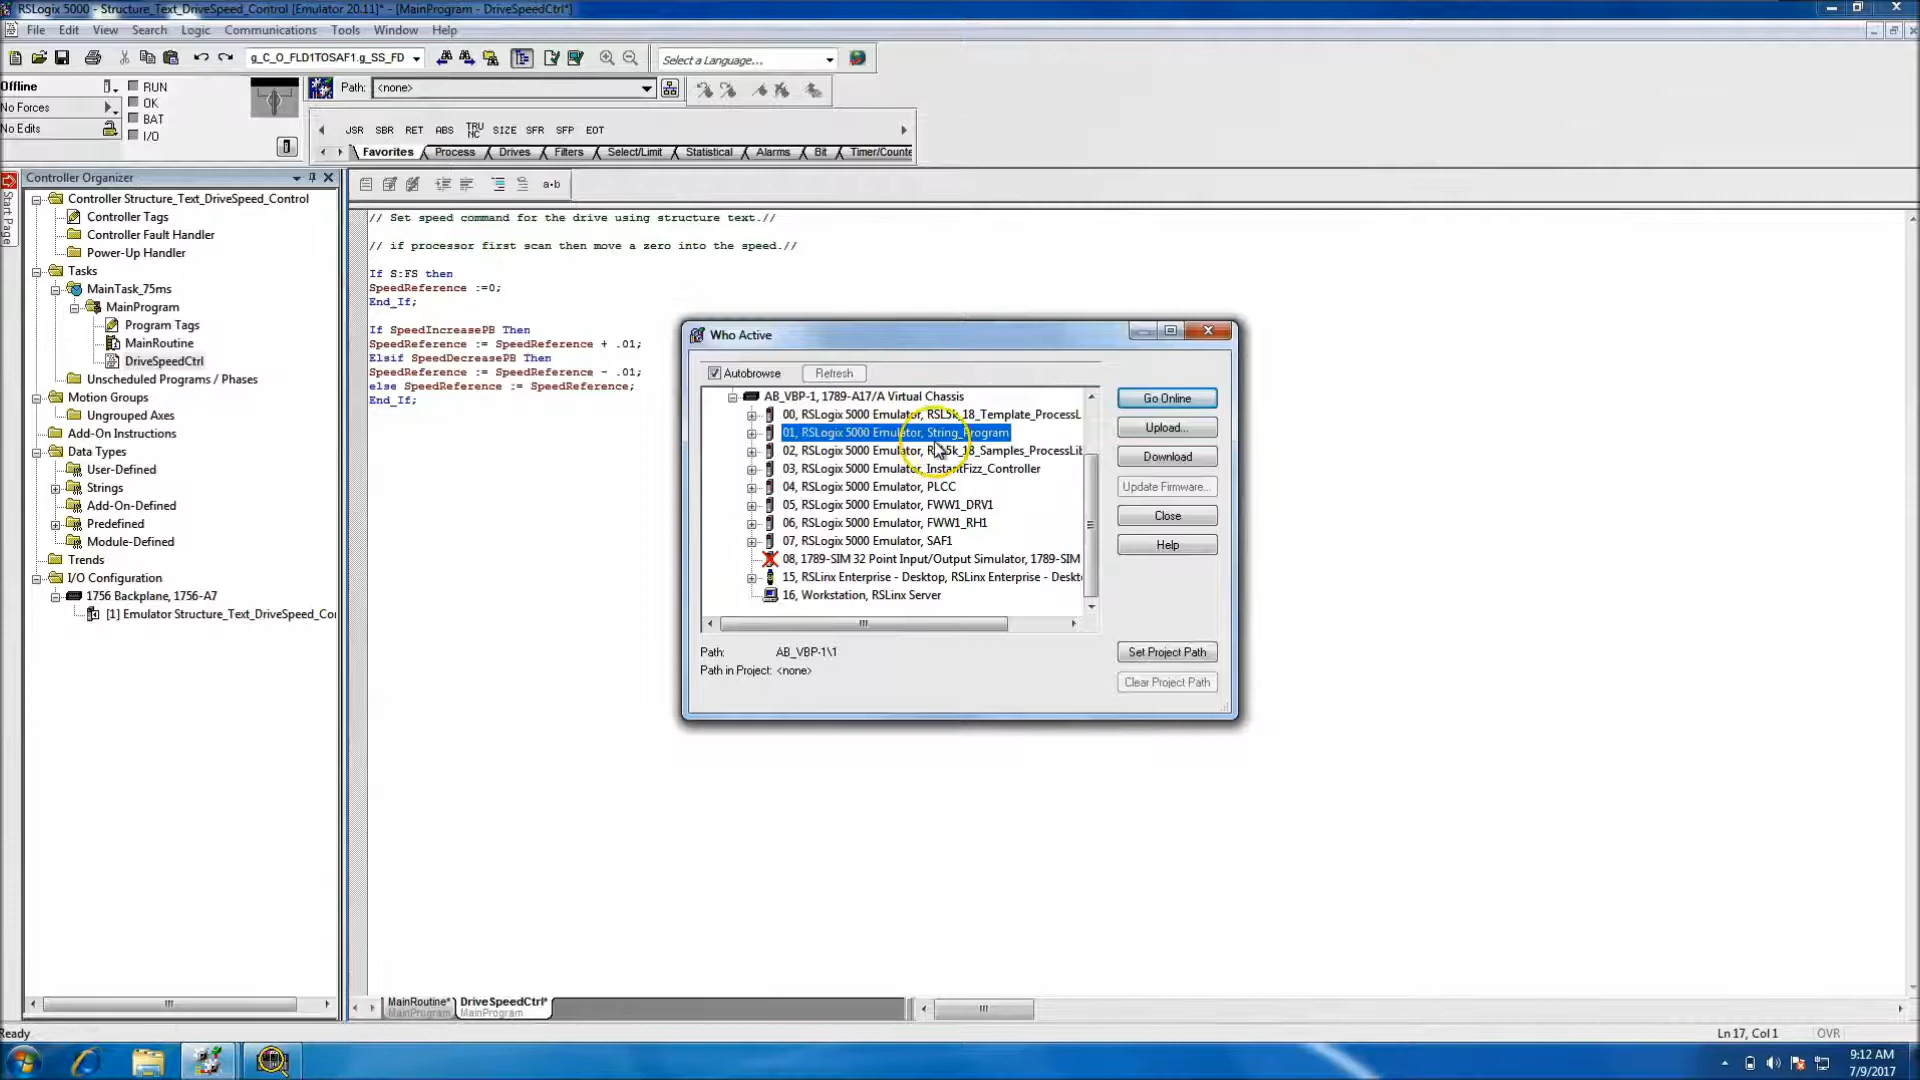 RSLogix 5000 - Structure_Text_DriveSpeed_Control [Emulator 20.11]* - [MainProgram - DriveSpeedCtrl*]
File Edit View Search Logic Communications Tools Window Help
g_C_O_FLD1TOSAF1.g_SS_FD
Select a Language...
Offline
RUN
Path: <none>
No Forces
OK
No Edits
BAT
I/O
JSR SBR RET ABS TRUNC SIZE SFR SFP EOT
Favorites Process Drives Filters Select/Limit Statistical Alarms Bit Timer/Counte
Start Page
Controller Organizer
Controller Structure_Text_DriveSpeed_Control
Controller Tags
Controller Fault Handler
Power-Up Handler
Tasks
MainTask_75ms
MainProgram
Program Tags
MainRoutine
DriveSpeedCtrl
Unscheduled Programs / Phases
Motion Groups
Ungrouped Axes
Add-On Instructions
Data Types
User-Defined
Strings
Add-On-Defined
Predefined
Module-Defined
Trends
I/O Configuration
1756 Backplane, 1756-A7
[1] Emulator Structure_Text_DriveSpeed_Co
a-b
// Set speed command for the drive using structure text.//
// if processor first scan then move a zero into the speed.//
If S:FS then
SpeedReference :=0;
End_If;
If SpeedIncreasePB Then
SpeedReference := SpeedReference + .01;
Elsif SpeedDecreasePB Then
SpeedReference := SpeedReference - .01;
else SpeedReference := SpeedReference;
End_If;
Who Active
Autobrowse
Refresh
AB_VBP-1, 1789-A17/A Virtual Chassis
00, RSLogix 5000 Emulator, RSL5k_18_Template_ProcessL
01, RSLogix 5000 Emulator, String_Program
02, RSLogix 5000 Emulator, RSL5k_18_Samples_ProcessLib
03, RSLogix 5000 Emulator, InstantFizz_Controller
04, RSLogix 5000 Emulator, PLCC
05, RSLogix 5000 Emulator, FWW1_DRV1
06, RSLogix 5000 Emulator, FWW1_RH1
07, RSLogix 5000 Emulator, SAF1
08, 1789-SIM 32 Point Input/Output Simulator, 1789-SIM
15, RSLinx Enterprise - Desktop, RSLinx Enterprise - Deskt
16, Workstation, RSLinx Server
Go Online
Upload...
Download
Update Firmware...
Close
Help
Path: AB_VBP-1\1
Path in Project: <none>
Set Project Path
Clear Project Path
MainRoutine* DriveSpeedCtrl*
MainProgram MainProgram
Ready
Ln 17, Col 1
OVR
9:12 AM
7/9/2017